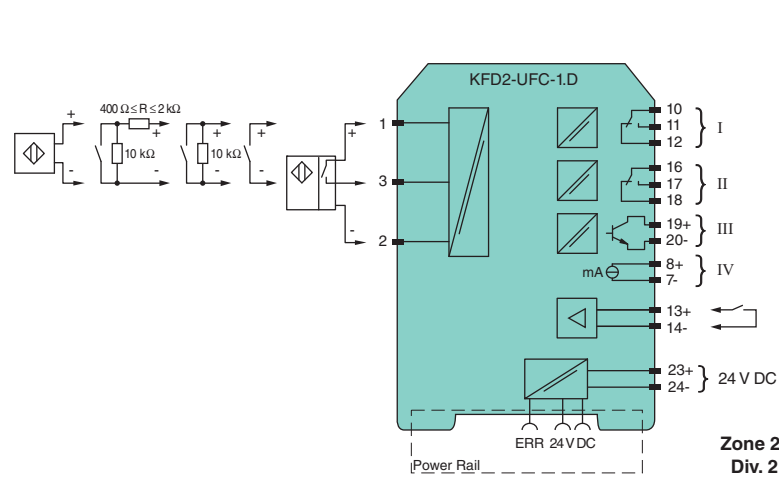 KFD2-UFC-1.D
400 Ω ≤ R ≤ 2 kΩ
+ + + + +
10 kΩ 10 kΩ
- - - - -
1
3
2
10
11
12
I
16
17
18
II
19+
20-
III
mA
8+
7-
IV
13+
14-
23+
24-
24 V DC
ERR 24 V DC
Power Rail
Zone 2
Div. 2